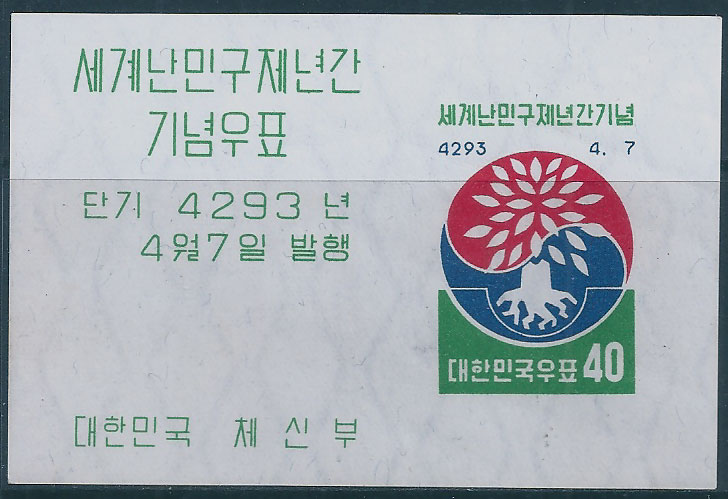 세계난민구제년간
기념우표
단기 4293 년
4월7일 발행
대한민국 체신부
세계난민구제년간기념
4293 4. 7
대한민국우표 40